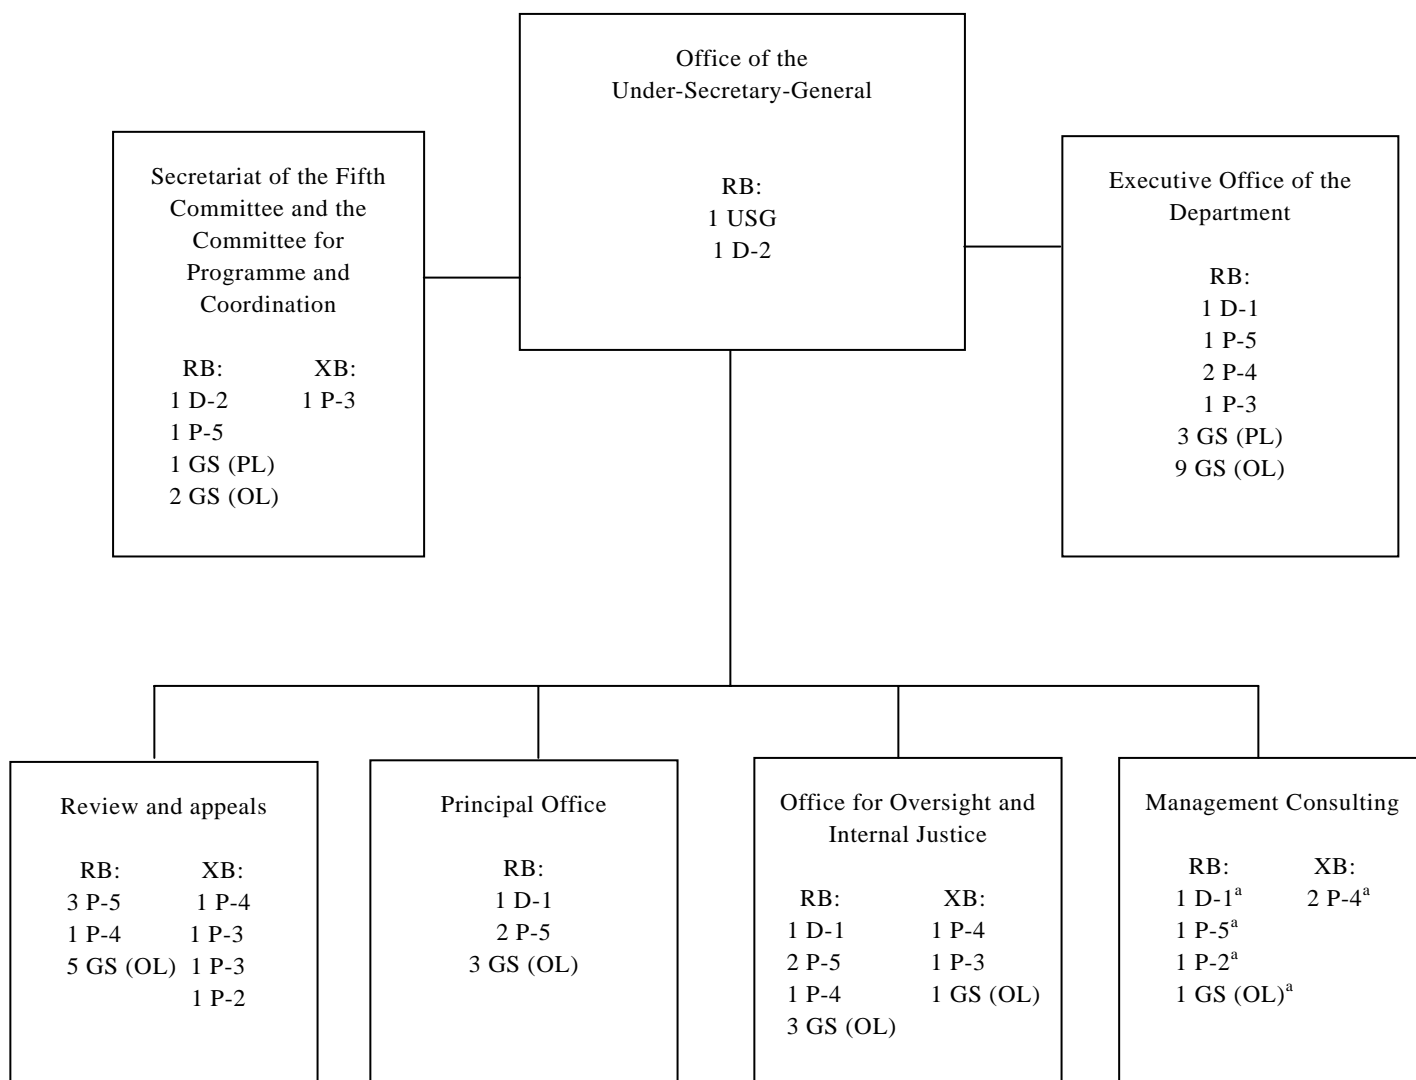 Office of the
Under-Secretary-General
RB:
1 USG
1 D-2
Secretariat of the Fifth
Committee and the
Committee for
Programme and
Coordination
RB: XB:
1 D-2 1 P-3
1 P-5
1 GS (PL)
2 GS (OL)
Executive Office of the
Department
RB:
1 D-1
1 P-5
2 P-4
1 P-3
3 GS (PL)
9 GS (OL)
Review and appeals
RB: XB:
3 P-5 1 P-4
1 P-4 1 P-3
5 GS (OL) 1 P-3
1 P-2
Principal Office
RB:
1 D-1
2 P-5
3 GS (OL)
Office for Oversight and
Internal Justice
RB: XB:
1 D-1 1 P-4
2 P-5 1 P-3
1 P-4 1 GS (OL)
3 GS (OL)
Management Consulting
RB: XB:
1 D-1a 2 P-4a
1 P-5a
1 P-2a
1 GS (OL)a